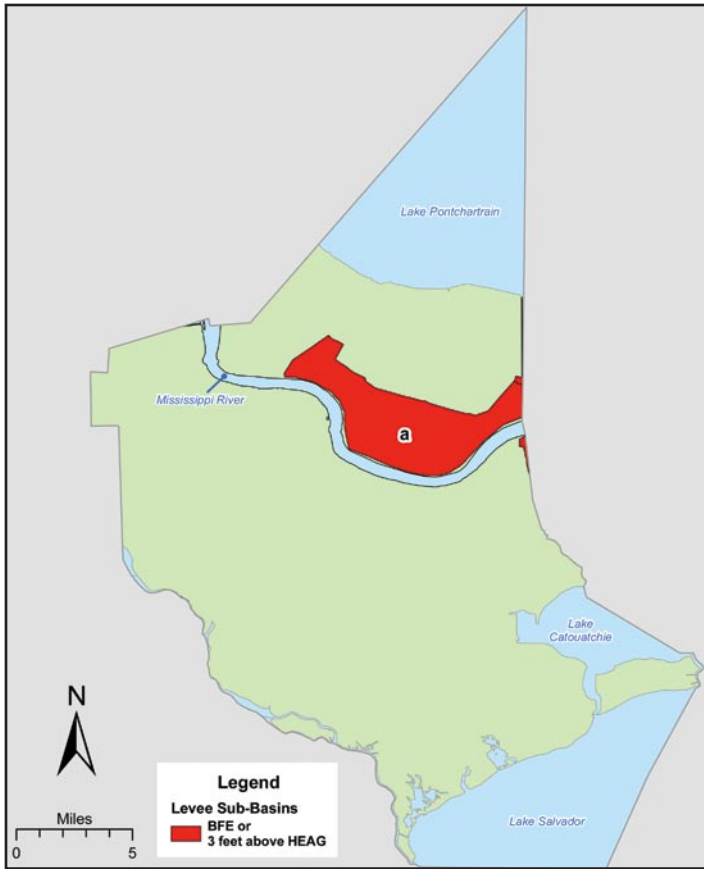 Lake Pontchartrain
Mississippi River
a
Lake
Catouatchie
N
Miles
0 5
Legend
Levee Sub-Basins
BFE or
3 feet above HEAG
Lake Salvador